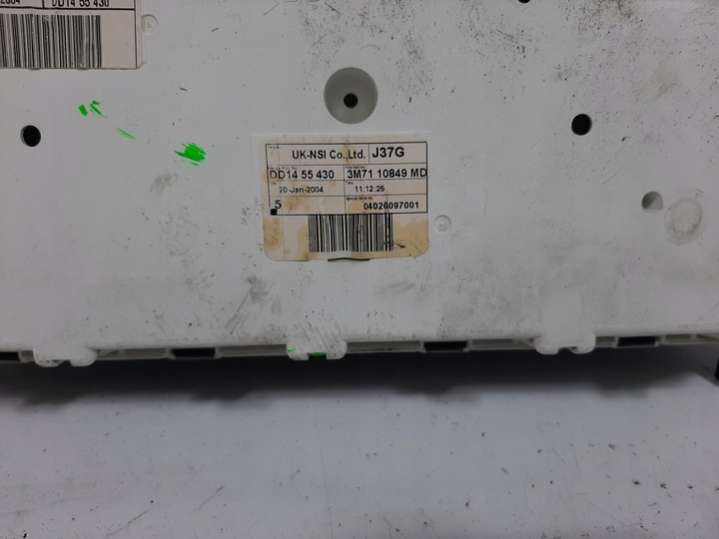 DD14 55 430
UK-NSI Co.,Ltd. J37G
DD14 55 430 3M71 10849 MD
20-Jan-2004 11:12:25
5 04020097001